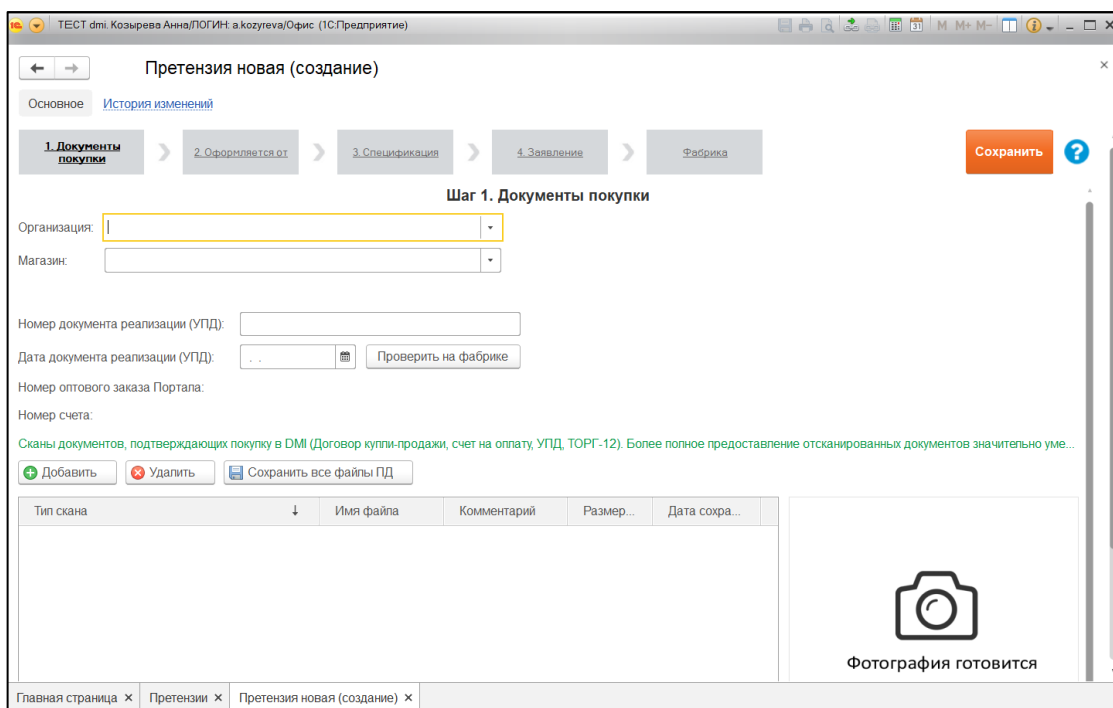 ТЕСТ dmi. Козырева Анна/ЛОГИН: a.kozyreva/Офис (1С:Предприятие)
M M+ M-
Претензия новая (создание)
Основное История изменений
1. Документы покупки
2. Оформляется от
3. Спецификация
4. Заявление
Фабрика
Сохранить
?
Шаг 1. Документы покупки
Организация:
Магазин:
Номер документа реализации (УПД):
Дата документа реализации (УПД): . . Проверить на фабрике
Номер оптового заказа Портала:
Номер счета:
Сканы документов, подтверждающих покупку в DMI (Договор купли-продажи, счет на оплату, УПД, ТОРГ-12). Более полное предоставление отсканированных документов значительно уме...
Добавить Удалить Сохранить все файлы ПД
Тип скана ↓ Имя файла Комментарий Размер... Дата сохра...
Фотография готовится
Главная страница × Претензии × Претензия новая (создание) ×